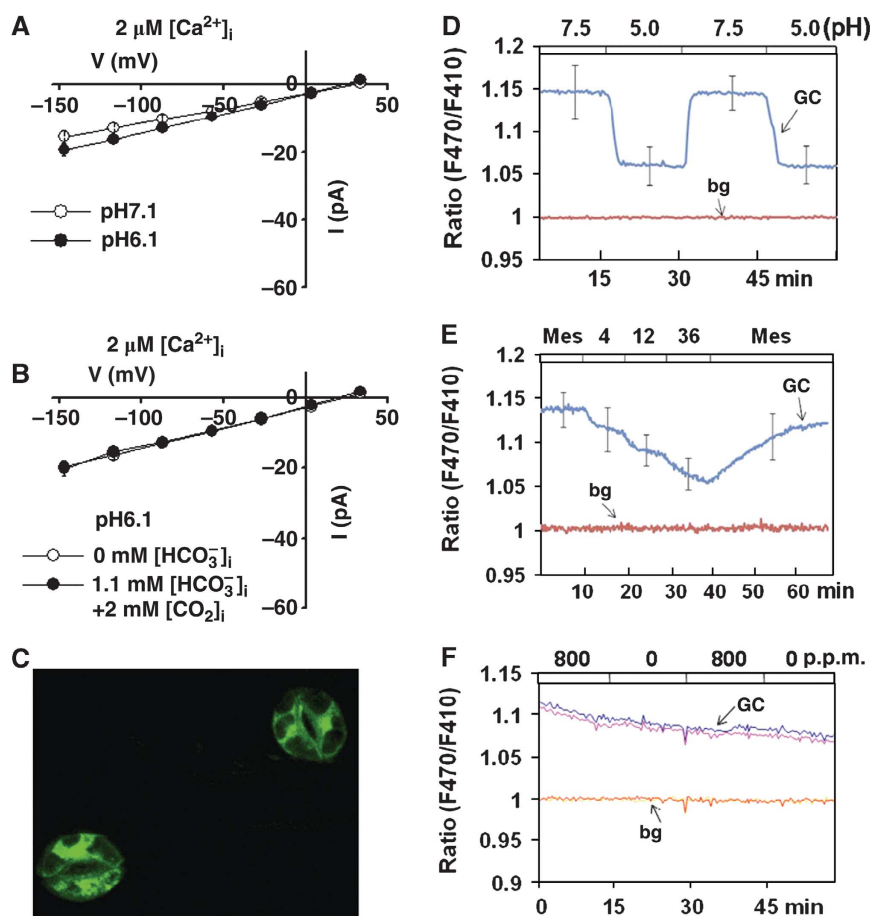 A
2 μM [Ca²⁺]ᵢ
V (mV)
–150 –100 –50 0 50
–20
–40
–60
I (pA)
pH7.1
pH6.1
B
2 μM [Ca²⁺]ᵢ
V (mV)
–150 –100 –50 0 50
–20
–40
–60
I (pA)
pH6.1
0 mM [HCO₃⁻]ᵢ
1.1 mM [HCO₃⁻]ᵢ
+2 mM [CO₂]ᵢ
C
D
7.5 5.0 7.5 5.0 (pH)
Ratio (F470/F410)
1.2
1.15
1.1
1.05
1
0.95
GC
bg
15 30 45 min
E
Mes 4 12 36 Mes
Ratio (F470/F410)
1.2
1.15
1.1
1.05
1
0.95
GC
bg
10 20 30 40 50 60 min
F
800 0 800 0 p.p.m.
Ratio (F470/F410)
1.15
1.1
1.05
1
0.95
0.9
GC
bg
0 15 30 45 min